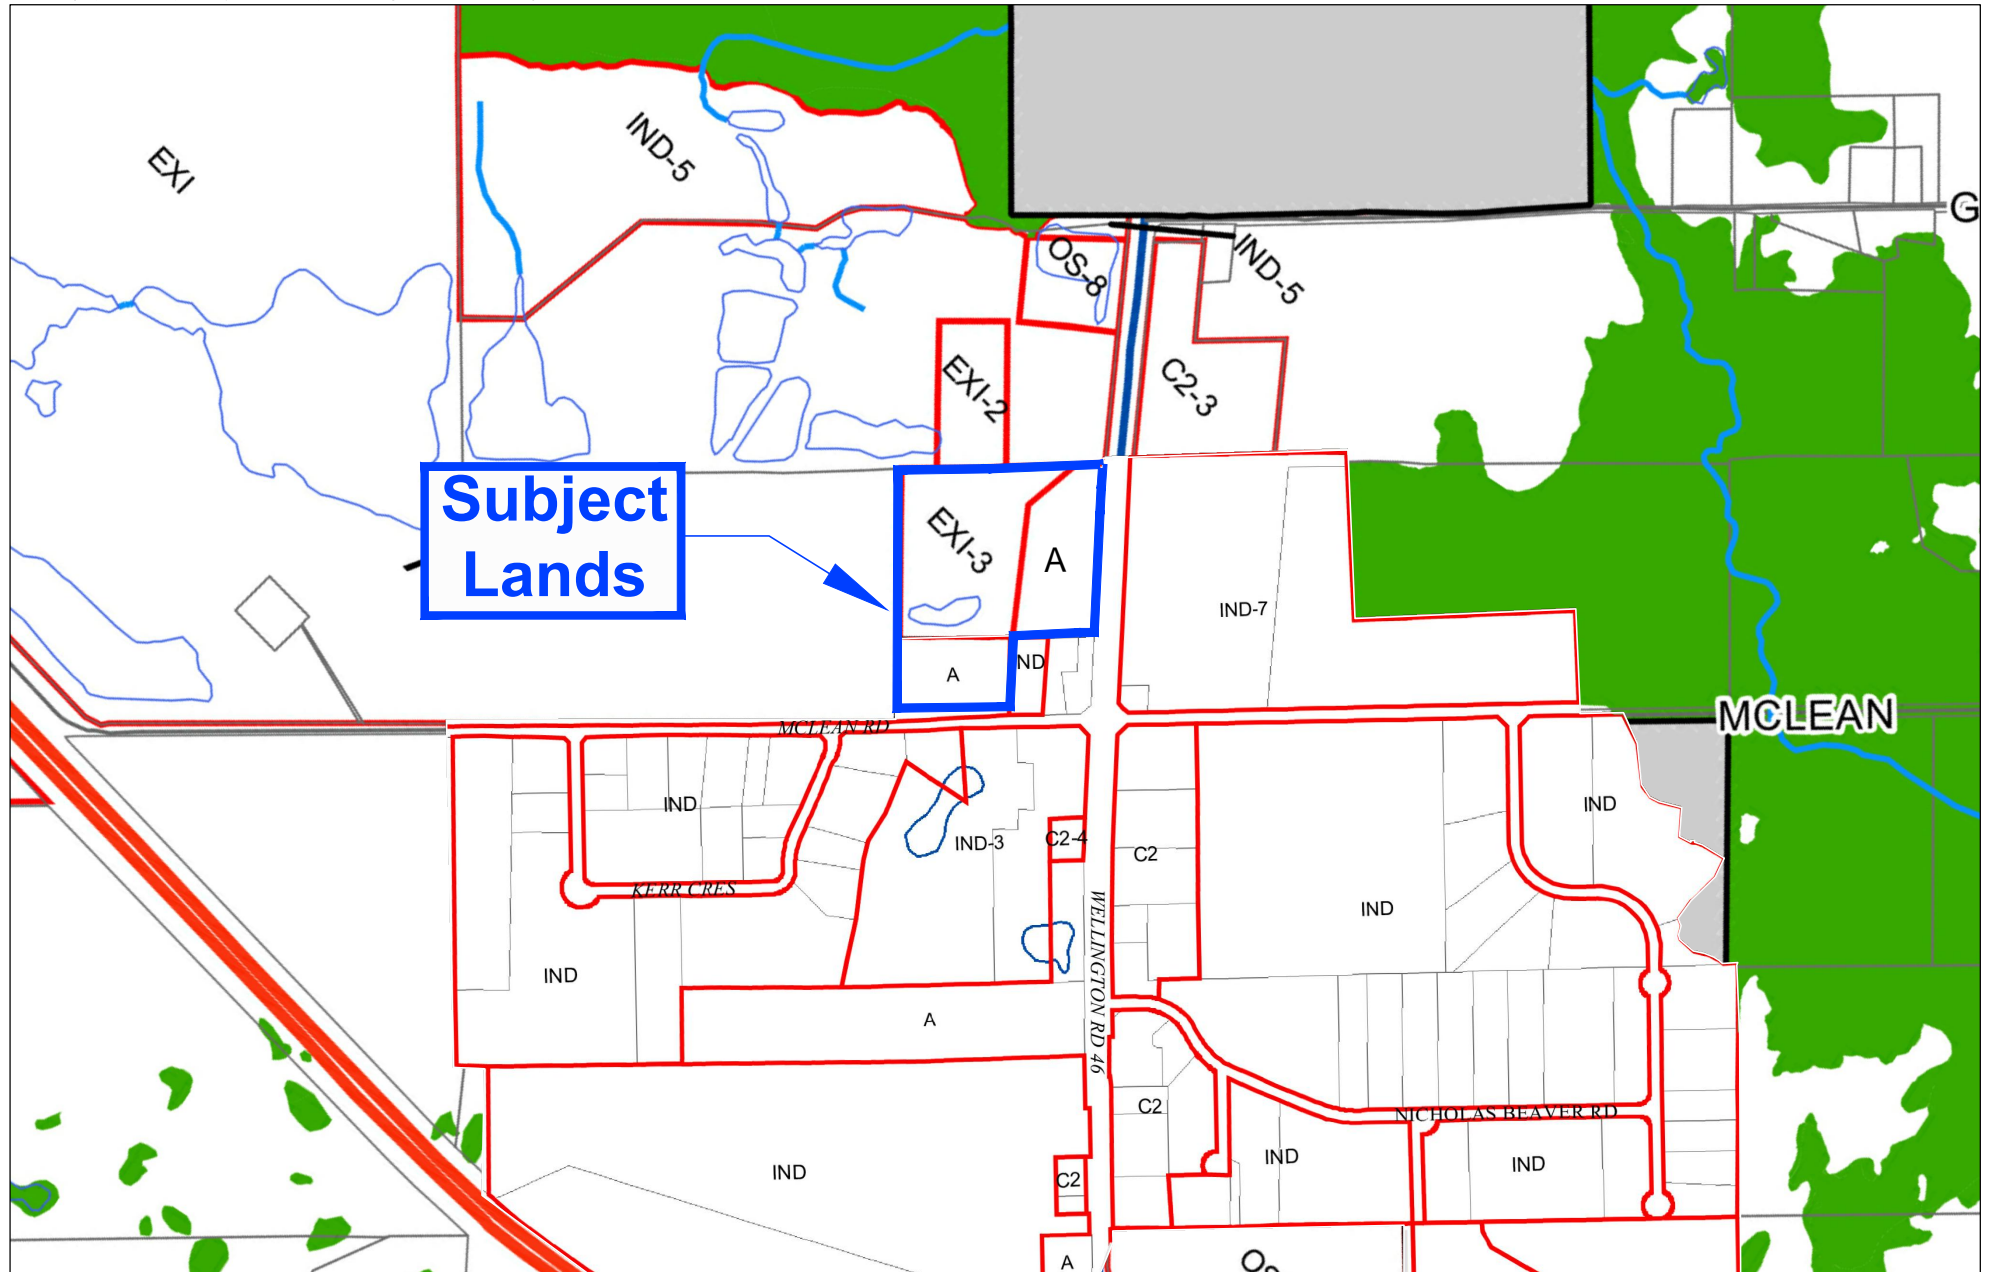 EXI
IND-5
G
OS-8
IND-5
EXI-2
C2-3
Subject
Lands
EXI-3
A
IND-7
A
ND
MCLEAN
MCLEAN RD
IND
IND
IND-3
C2-4
C2
KERR CRES
IND
WELLINGTON RD 46
IND
A
C2
NICHOLAS BEAVER RD
IND
IND
IND
C2
A